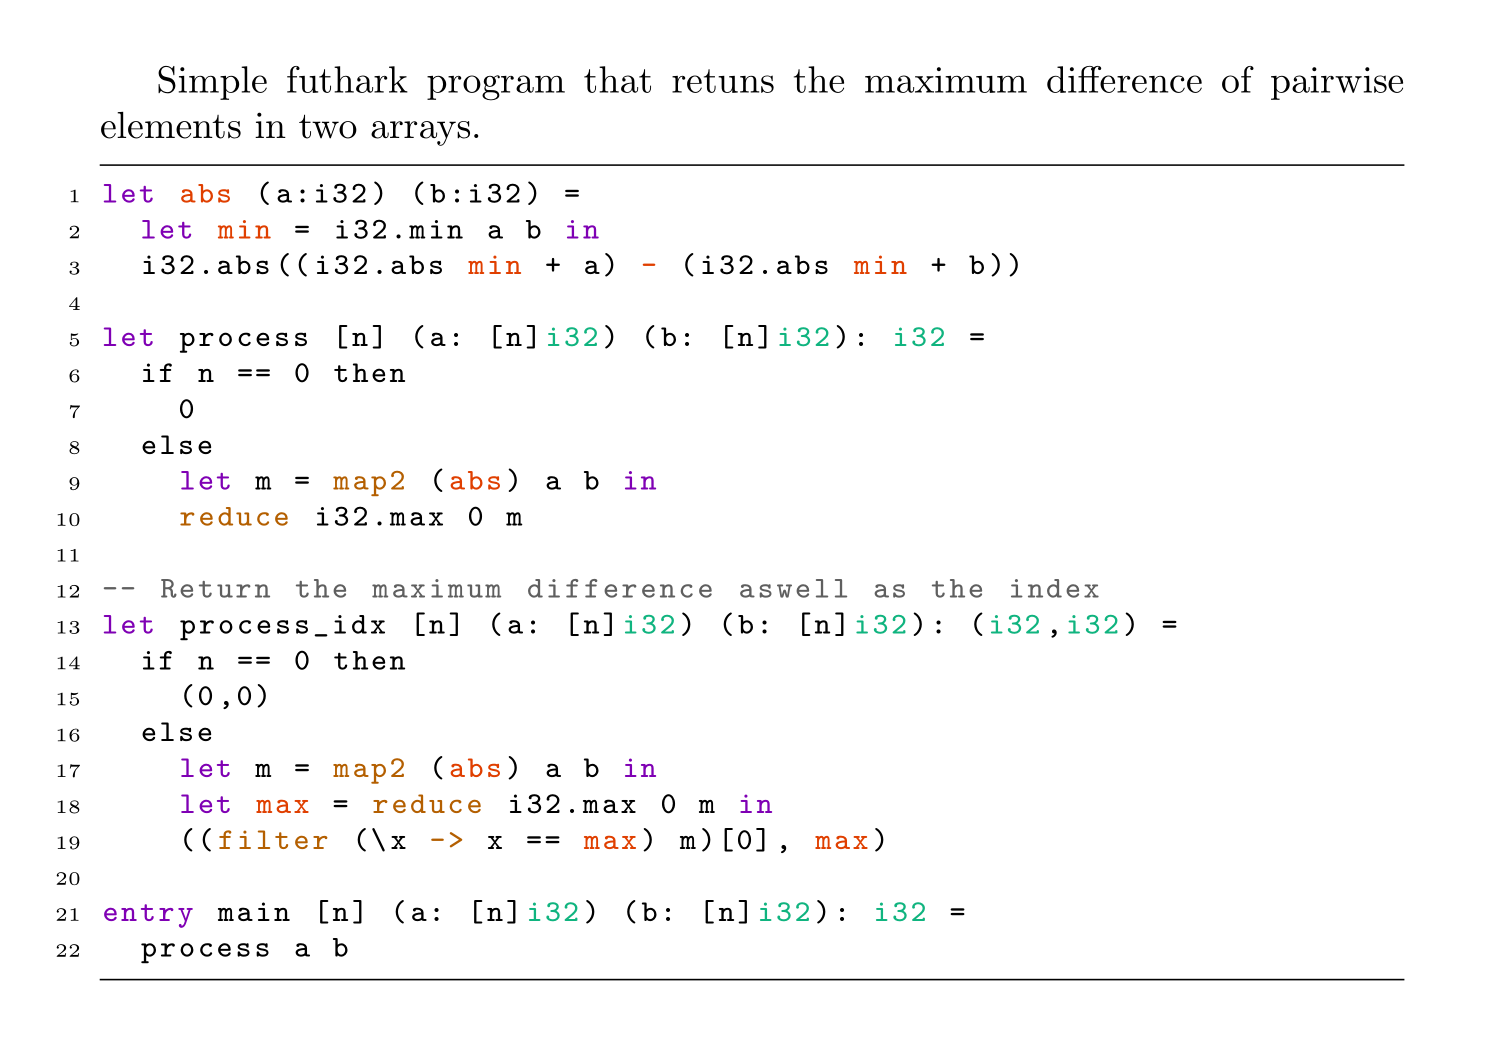 Simple futhark program that retuns the maximum difference of pairwise
elements in two arrays.
1 let abs (a:i32) (b:i32) =
2   let min = i32.min a b in
3   i32.abs((i32.abs min + a) - (i32.abs min + b))
4
5 let process [n] (a: [n]i32) (b: [n]i32): i32 =
6   if n == 0 then
7     0
8   else
9     let m = map2 (abs) a b in
10     reduce i32.max 0 m
11
12 -- Return the maximum difference aswell as the index
13 let process_idx [n] (a: [n]i32) (b: [n]i32): (i32,i32) =
14   if n == 0 then
15     (0,0)
16   else
17     let m = map2 (abs) a b in
18     let max = reduce i32.max 0 m in
19     ((filter (\x -> x == max) m)[0], max)
20
21 entry main [n] (a: [n]i32) (b: [n]i32): i32 =
22   process a b